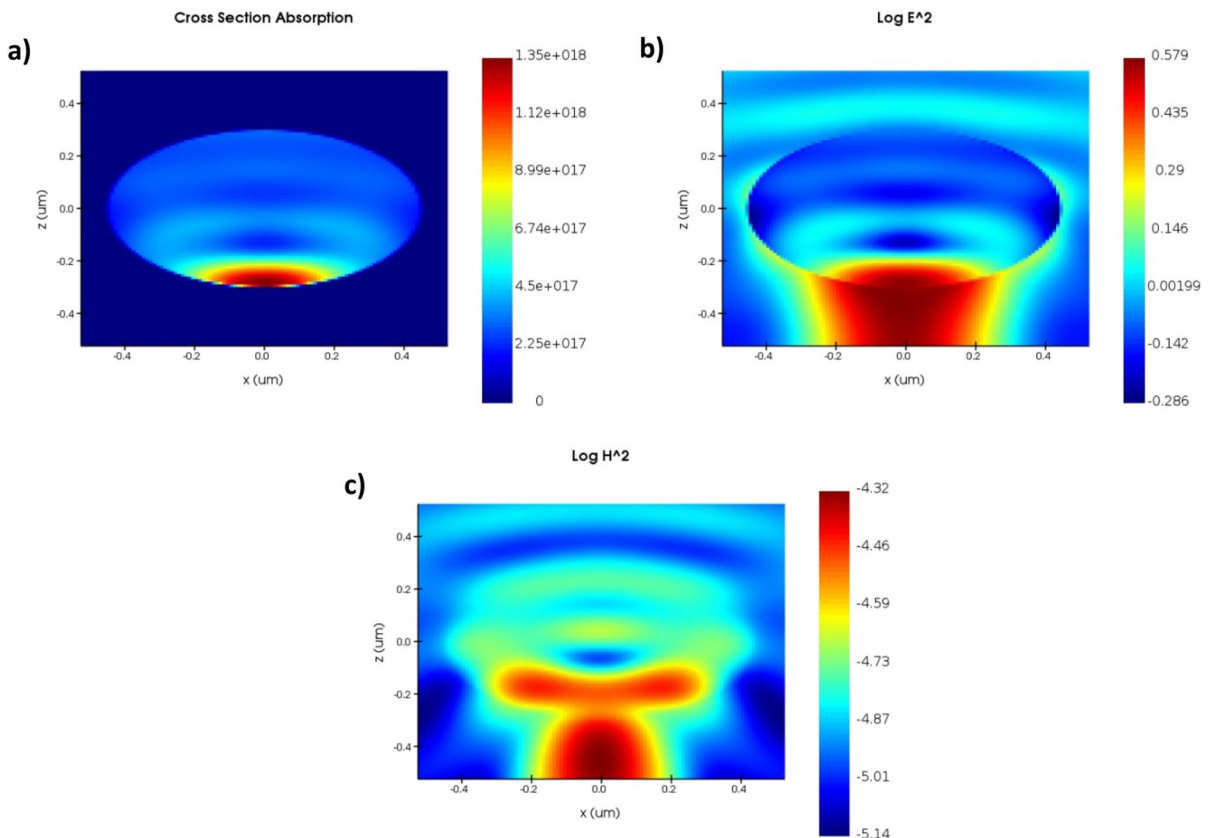 Cross Section Absorption
a)
1.35e+018
1.12e+018
8.99e+017
6.74e+017
4.5e+017
2.25e+017
0
0.4
0.2
0.0
-0.2
-0.4
z (um)
-0.4
-0.2
0.0
0.2
0.4
x (um)
Log E^2
b)
0.579
0.435
0.29
0.146
0.00199
-0.142
-0.286
0.4
0.2
0.0
-0.2
-0.4
z (um)
-0.4
-0.2
0.0
0.2
0.4
x (um)
Log H^2
c)
-4.32
-4.46
-4.59
-4.73
-4.87
-5.01
-5.14
0.4
0.2
0.0
-0.2
-0.4
z (um)
-0.4
-0.2
0.0
0.2
0.4
x (um)